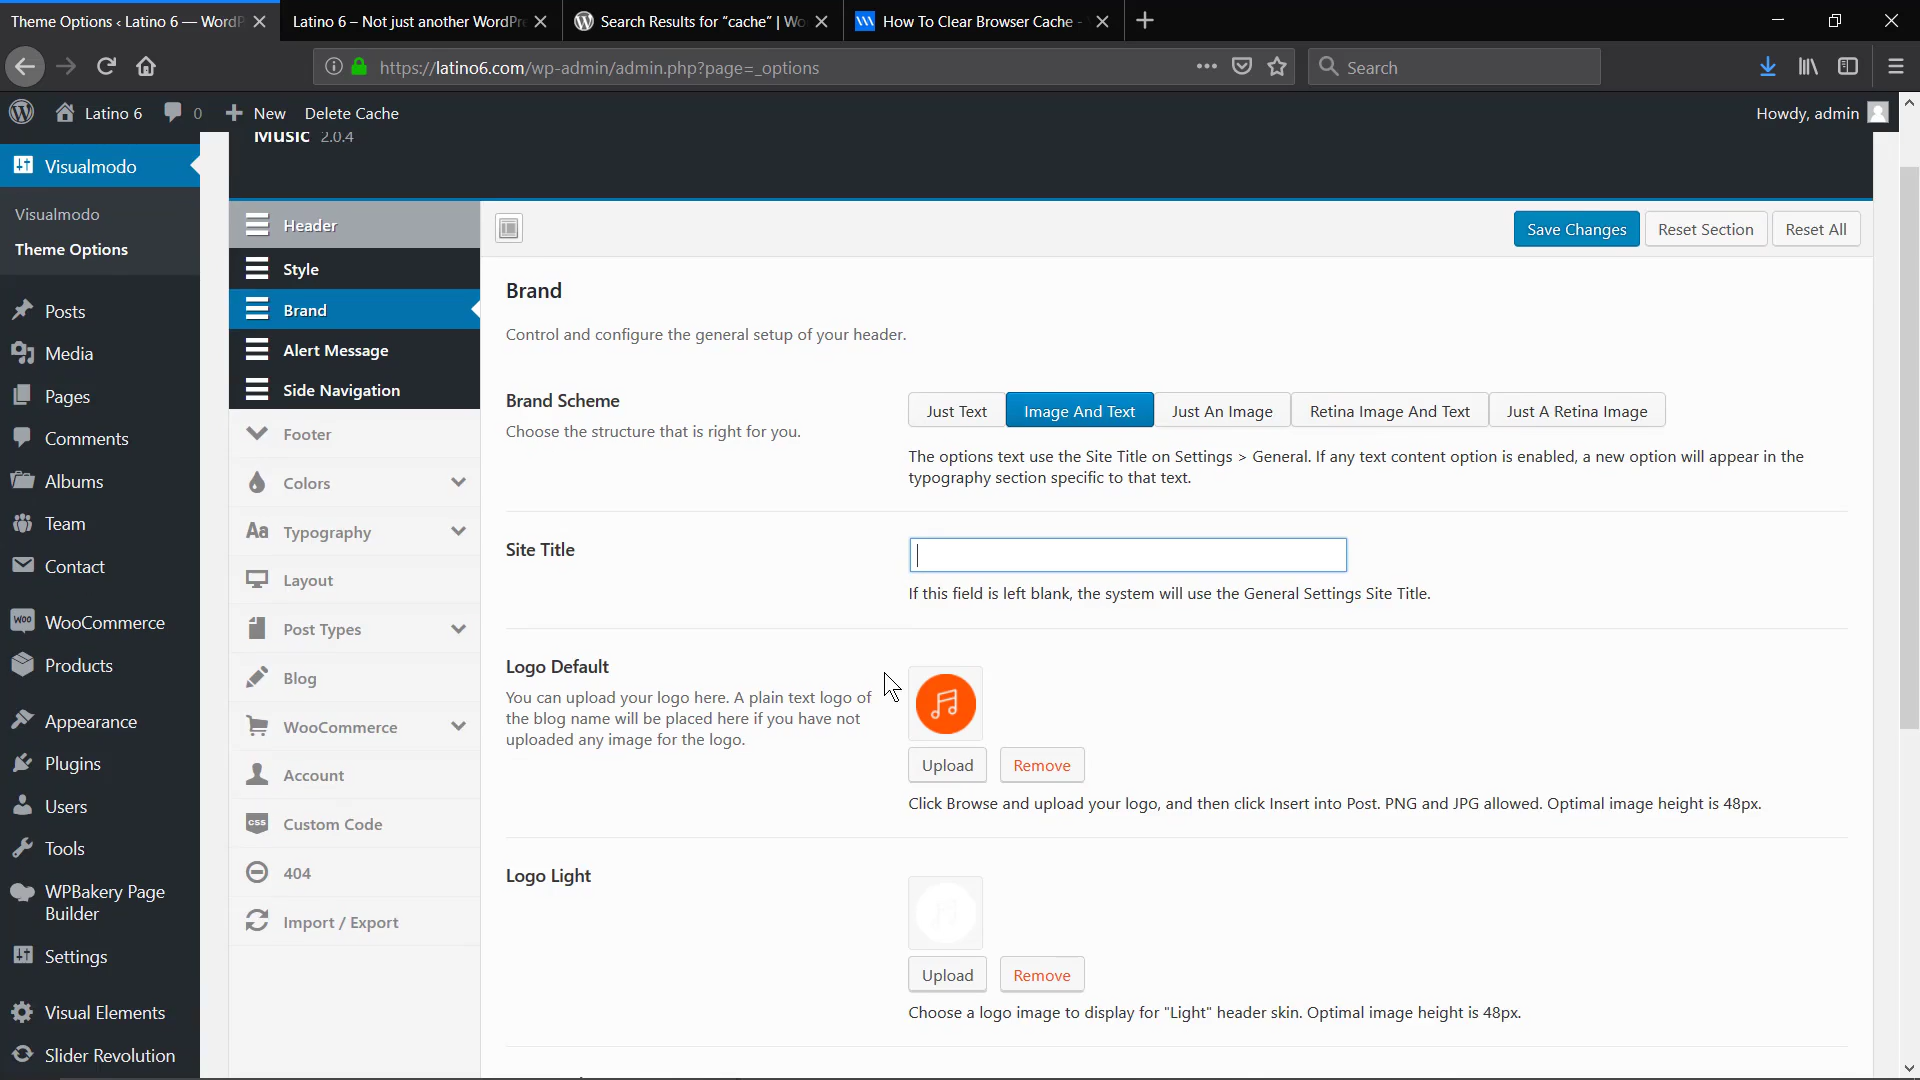 Theme Options ‹ Latino 6 — WordP
Latino 6 – Not just another WordPre
Search Results for “cache” | Wo
How To Clear Browser Cache -
https://latino6.com/wp-admin/admin.php?page=_options
Search
Latino 6
0
New
Delete Cache
Howdy, admin
Music 2.0.4
Visualmodo
Visualmodo
Theme Options
Posts
Media
Pages
Comments
Albums
Team
Contact
WooCommerce
Products
Appearance
Plugins
Users
Tools
WPBakery Page
Builder
Settings
Visual Elements
Slider Revolution
Header
Style
Brand
Alert Message
Side Navigation
Footer
Colors
Typography
Layout
Post Types
Blog
WooCommerce
Account
Custom Code
404
Import / Export
Save Changes
Reset Section
Reset All
Brand
Control and configure the general setup of your header.
Brand Scheme
Choose the structure that is right for you.
Just Text
Image And Text
Just An Image
Retina Image And Text
Just A Retina Image
The options text use the Site Title on Settings > General. If any text content option is enabled, a new option will appear in the
typography section specific to that text.
Site Title
If this field is left blank, the system will use the General Settings Site Title.
Logo Default
You can upload your logo here. A plain text logo of
the blog name will be placed here if you have not
uploaded any image for the logo.
Upload
Remove
Click Browse and upload your logo, and then click Insert into Post. PNG and JPG allowed. Optimal image height is 48px.
Logo Light
Upload
Remove
Choose a logo image to display for "Light" header skin. Optimal image height is 48px.